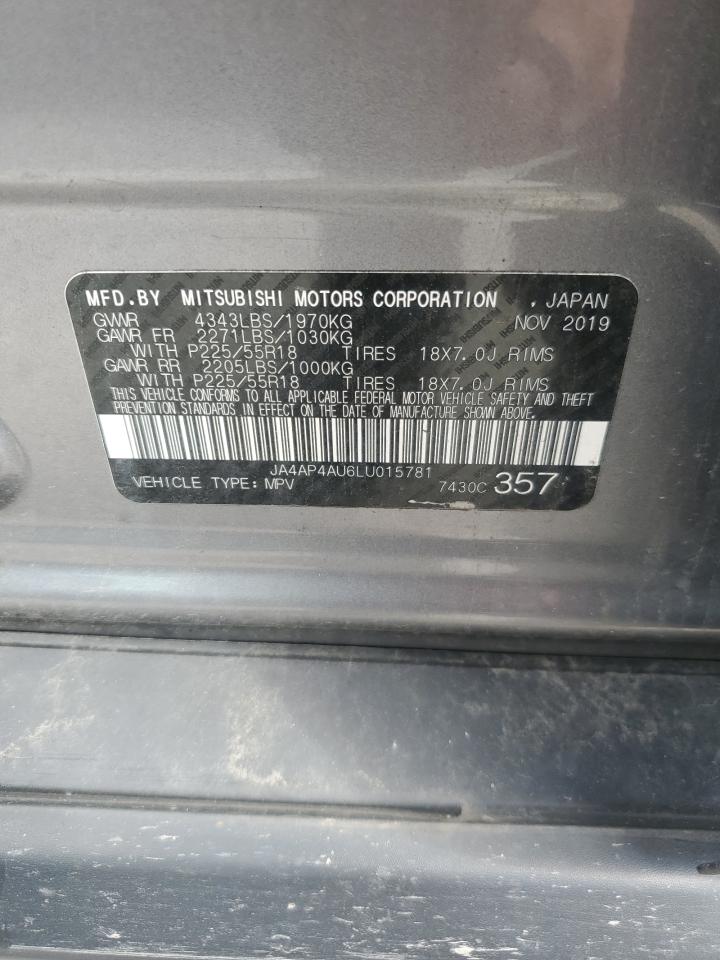 MFD.BY MITSUBISHI MOTORS CORPORATION , JAPAN
GVWR 4343LBS/1970KG NOV 2019
GAWR FR 2271LBS/1030KG
WITH P225/55R18 TIRES 18X7.0J RIMS
GAWR RR 2205LBS/1000KG
WITH P225/55R18 TIRES 18X7.0J RIMS
THIS VEHICLE CONFORMS TO ALL APPLICABLE FEDERAL MOTOR VEHICLE SAFETY AND THEFT
PREVENTION STANDARDS IN EFFECT ON THE DATE OF MANUFACTURE SHOWN ABOVE.
JA4AP4AU6LU015781
VEHICLE TYPE: MPV 7430C 357